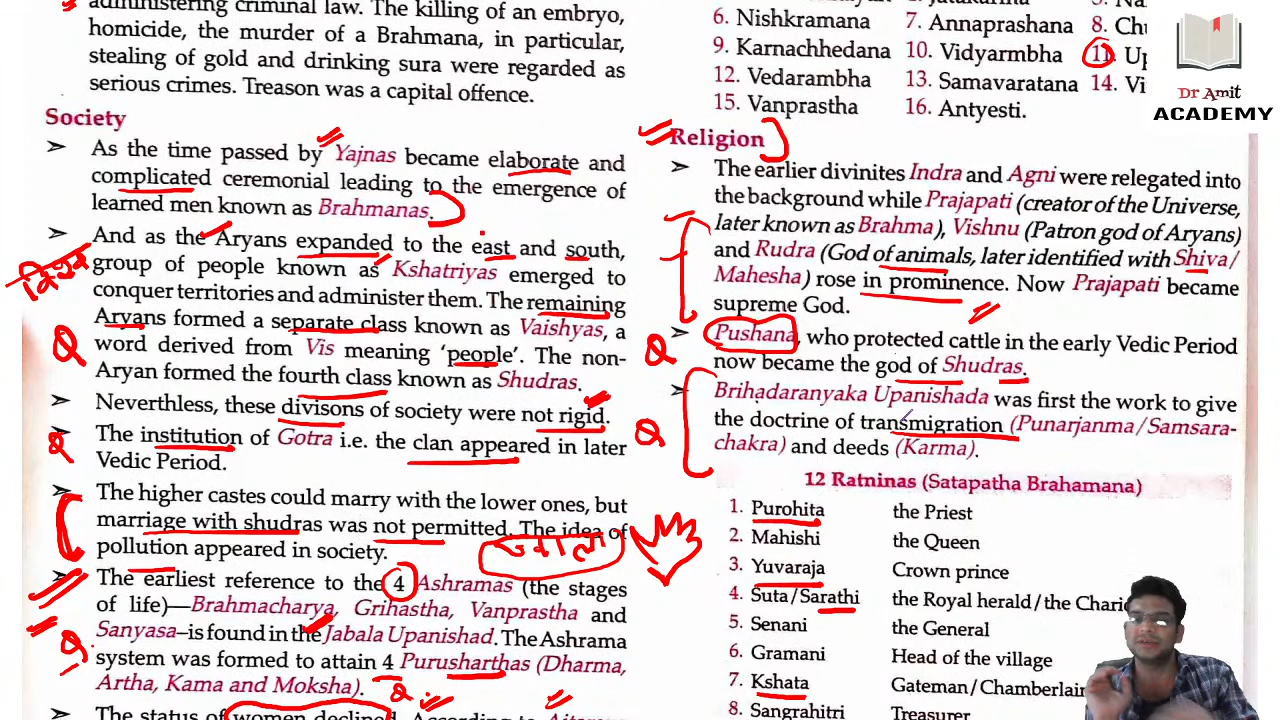 administering criminal law. The killing of an embryo,
homicide, the murder of a Brahmana, in particular,
stealing of gold and drinking sura were regarded as
serious crimes. Treason was a capital offence.
Society
➢ As the time passed by Yajnas became elaborate and
complicated ceremonial leading to the emergence of
learned men known as Brahmanas.
➢ And as the Aryans expanded to the east and south,
group of people known as Kshatriyas emerged to
conquer territories and administer them. The remaining
Aryans formed a separate class known as Vaishyas, a
word derived from Vis meaning ‘people’. The non-
Aryan formed the fourth class known as Shudras.
➢ Neverthless, these divisons of society were not rigid.
➢ The institution of Gotra i.e. the clan appeared in later
Vedic Period.
➢ The higher castes could marry with the lower ones, but
marriage with shudras was not permitted. The idea of
pollution appeared in society.
➢ The earliest reference to the 4 Ashramas (the stages
of life)—Brahmacharya, Grihastha, Vanprastha and
Sanyasa–is found in the Jabala Upanishad. The Ashrama
system was formed to attain 4 Purusharthas (Dharma,
Artha, Kama and Moksha).
➢ The status of women declined. According to Aitareya
6. Nishkramana 7. Annaprashana 8.
9. Karnachhedana 10. Vidyarmbha 11.
12. Vedarambha 13. Samavaratana 14.
15. Vanprastha 16. Antyesti.
Religion
➢ The earlier divinites Indra and Agni were relegated into
the background while Prajapati (creator of the Universe,
later known as Brahma), Vishnu (Patron god of Aryans)
and Rudra (God of animals, later identified with Shiva/
Mahesha) rose in prominence. Now Prajapati became
supreme God.
➢ Pushana, who protected cattle in the early Vedic Period
now became the god of Shudras.
➢ Brihadaranyaka Upanishada was first the work to give
the doctrine of transmigration (Punarjanma/Samsara-
chakra) and deeds (Karma).
12 Ratninas (Satapatha Brahamana)
1. Purohita the Priest
2. Mahishi the Queen
3. Yuvaraja Crown prince
4. Suta/Sarathi the Royal herald/the
5. Senani the General
6. Gramani Head of the village
7. Kshata Gateman/Chamberlain
8. Sangrahitri Treasurer
Dr Amit
ACADEMY